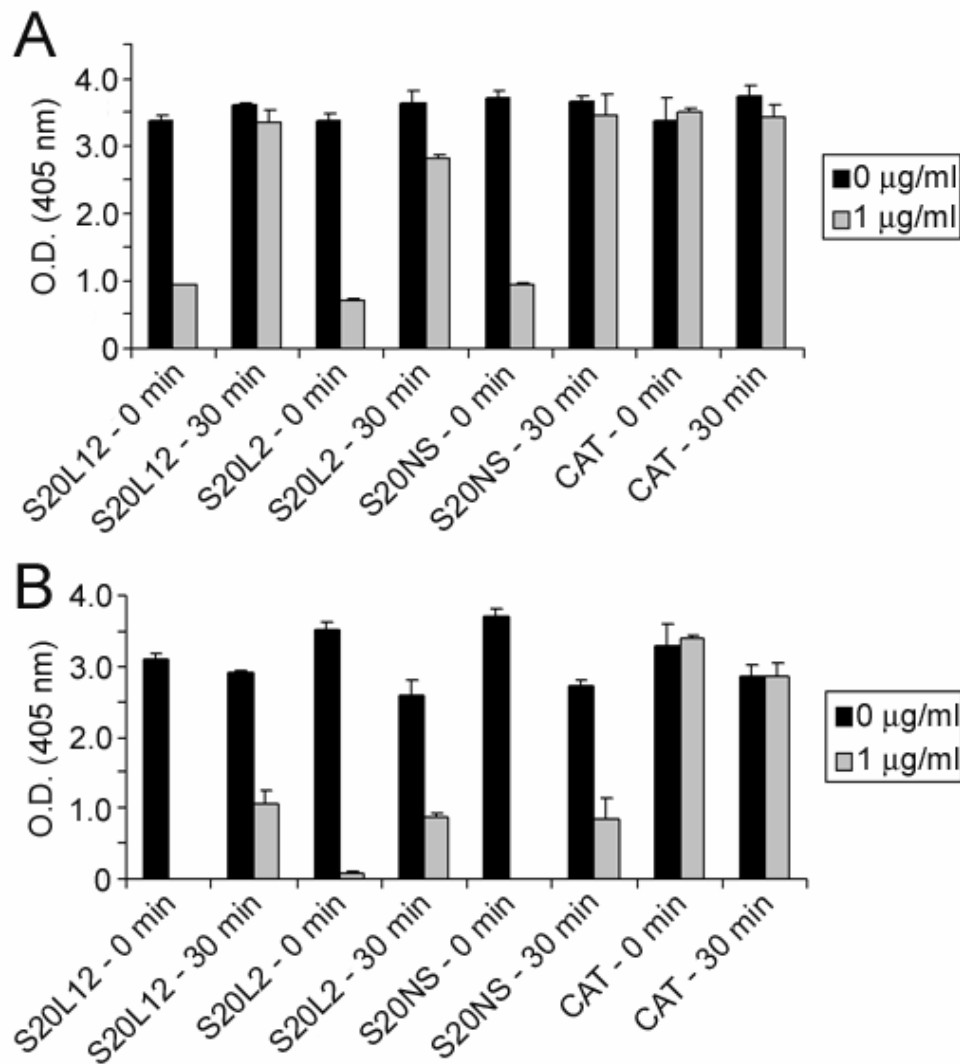 A
O.D. (405 nm)
4.0
3.0
2.0
1.0
0
S20L12 - 0 min
S20L12 - 30 min
S20L2 - 0 min
S20L2 - 30 min
S20NS - 0 min
S20NS - 30 min
CAT - 0 min
CAT - 30 min
0 µg/ml
1 µg/ml
B
O.D. (405 nm)
4.0
3.0
2.0
1.0
0
S20L12 - 0 min
S20L12 - 30 min
S20L2 - 0 min
S20L2 - 30 min
S20NS - 0 min
S20NS - 30 min
CAT - 0 min
CAT - 30 min
0 µg/ml
1 µg/ml